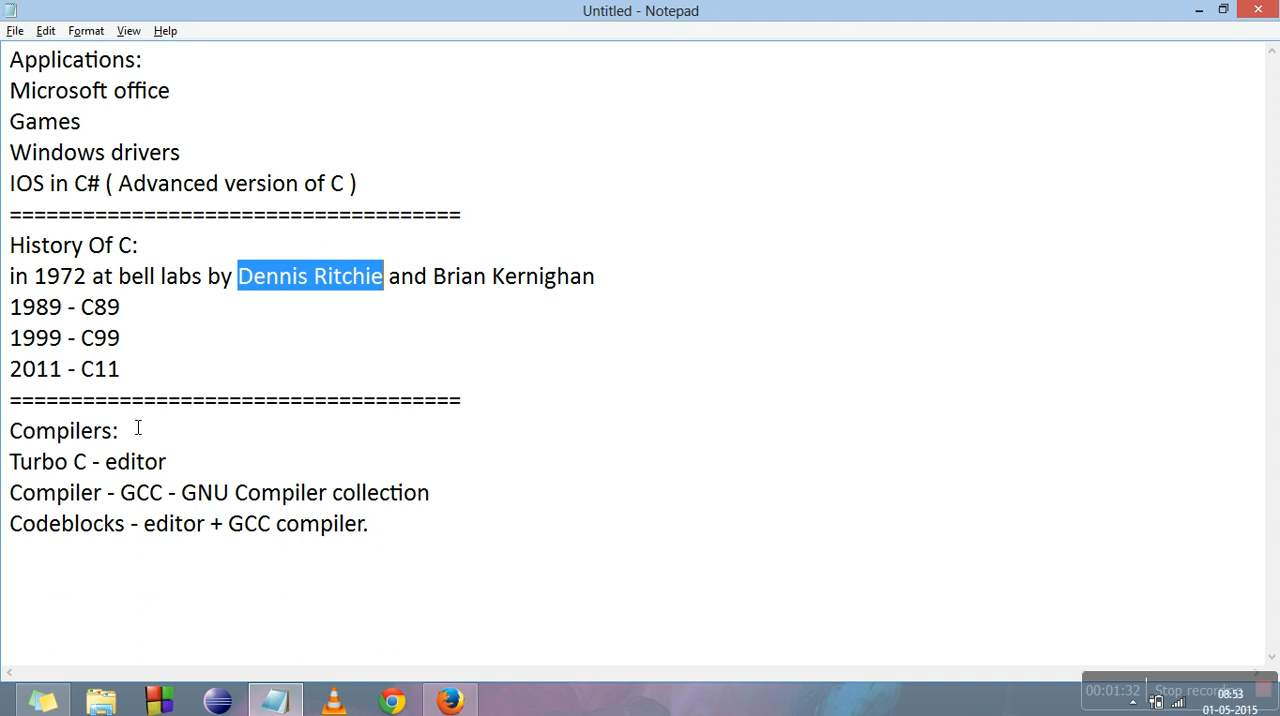 Untitled - Notepad
File Edit Format View Help
Applications:
Microsoft office
Games
Windows drivers
IOS in C# ( Advanced version of C )
=====================================
History Of C:
in 1972 at bell labs by Dennis Ritchie and Brian Kernighan
1989 - C89
1999 - C99
2011 - C11
=====================================
Compilers:
Turbo C - editor
Compiler - GCC - GNU Compiler collection
Codeblocks - editor + GCC compiler.
00:01:32 Stop recording
08:53
01-05-2015